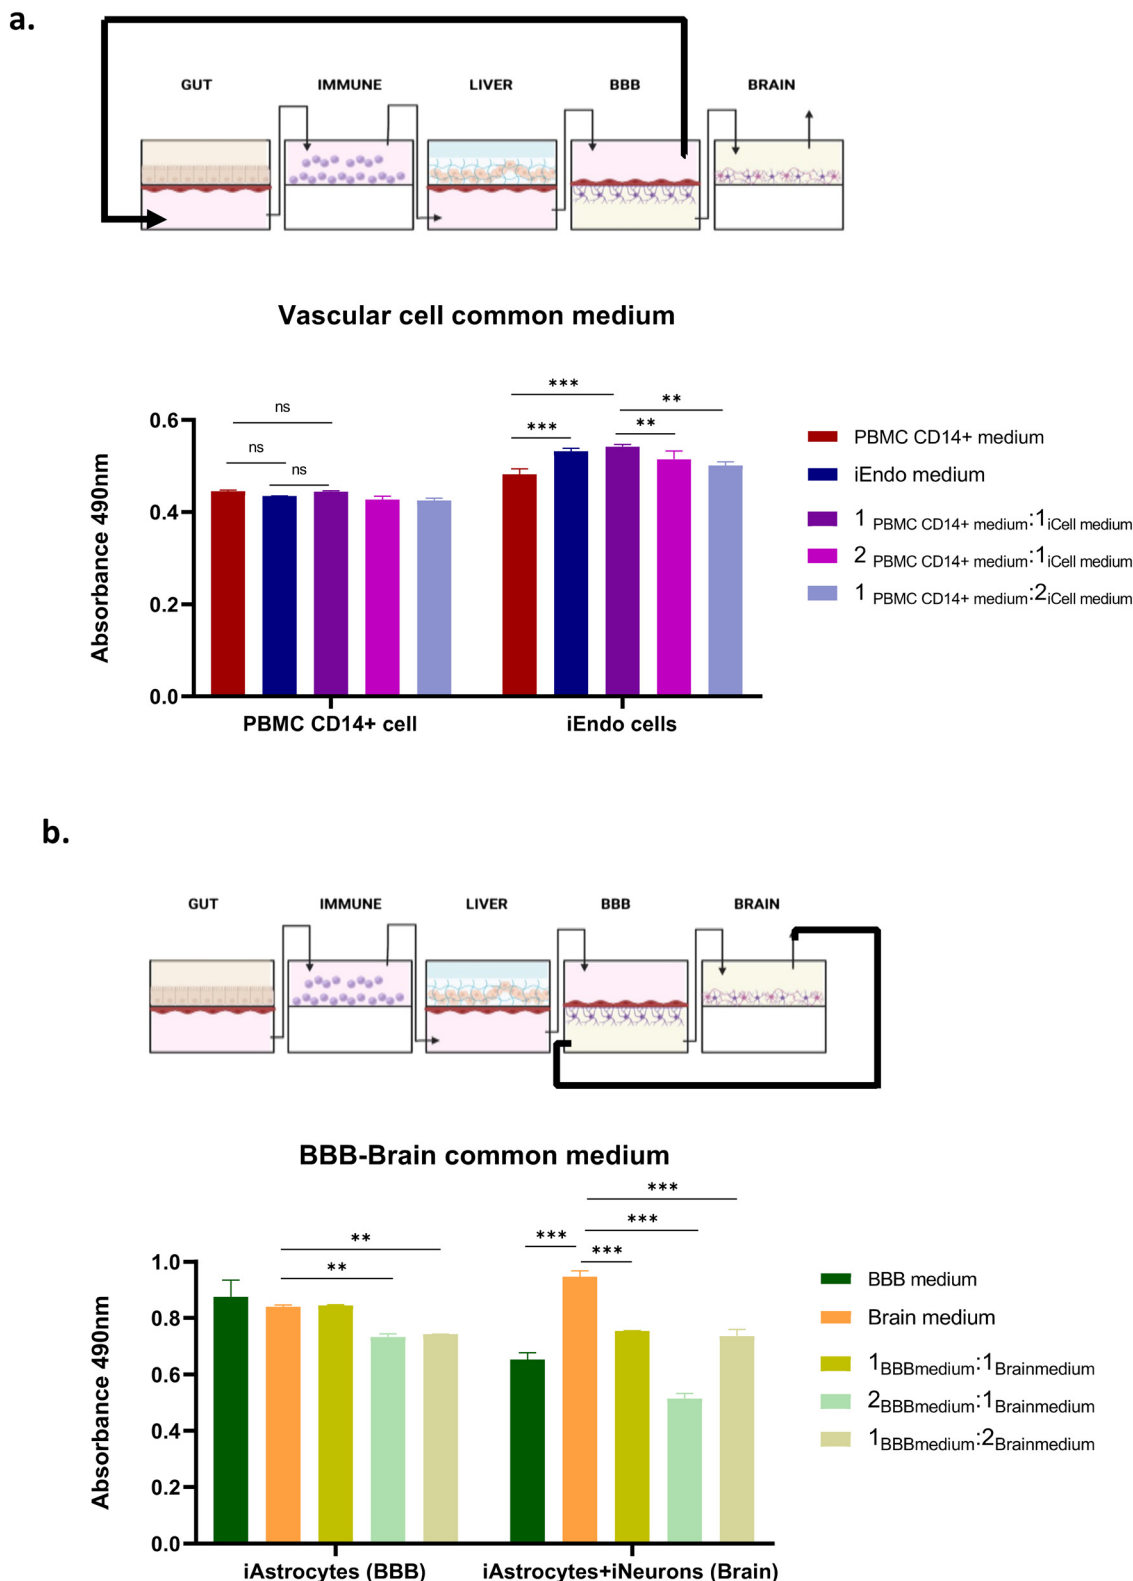 a.
GUT IMMUNE LIVER BBB BRAIN
Vascular cell common medium
*** 
ns *** **
ns ns *** **
0.6
0.4
0.2
0.0
Absorbance 490nm
PBMC CD14+ cell iEndo cells
PBMC CD14+ medium
iEndo medium
1 PBMC CD14+ medium:1iCell medium
2 PBMC CD14+ medium:1iCell medium
1 PBMC CD14+ medium:2iCell medium
b.
GUT IMMUNE LIVER BBB BRAIN
BBB-Brain common medium
***
** *** ***
** ***
1.0
0.8
0.6
0.4
0.2
0.0
Absorbance 490nm
iAstrocytes (BBB) iAstrocytes+iNeurons (Brain)
BBB medium
Brain medium
1BBBmedium:1Brainmedium
2BBBmedium:1Brainmedium
1BBBmedium:2Brainmedium